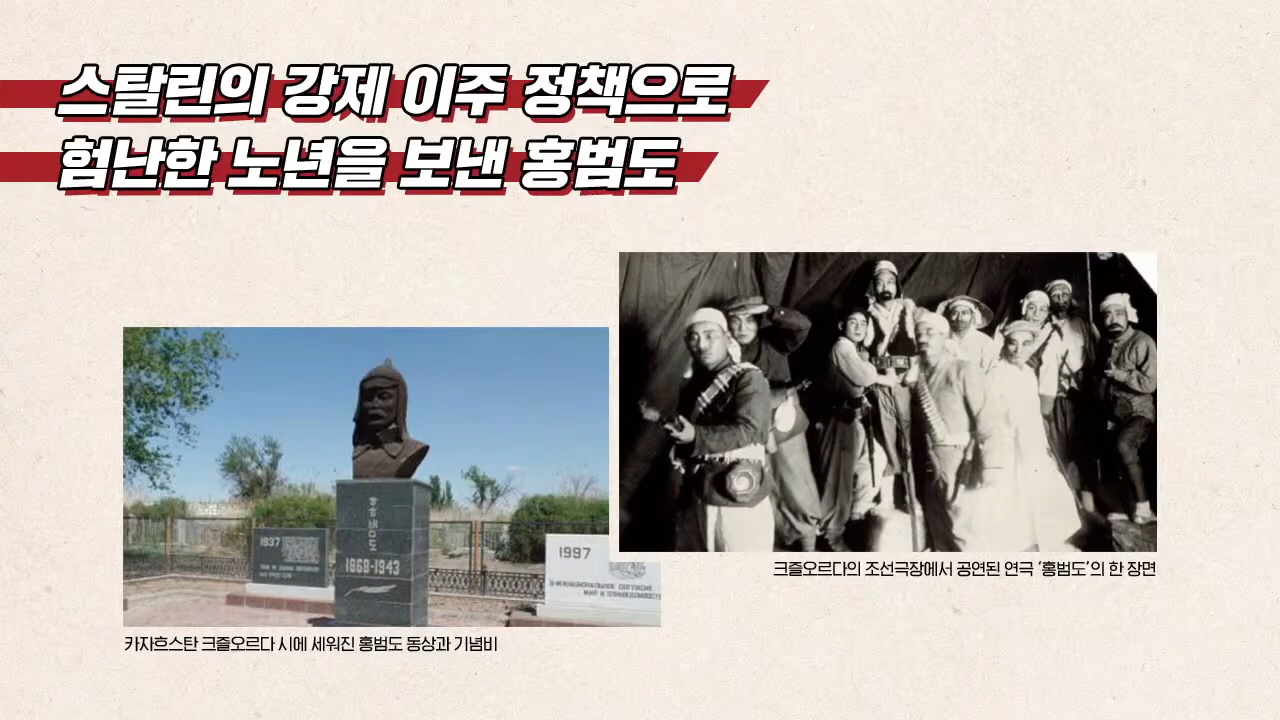 스탈린의 강제 이주 정책으로
험난한 노년을 보낸 홍범도
홍범도
1868-1943
1937
1997
В МЕЖНАЦИОНАЛЬНОЕ СОГЛАСИЕ
МИР И
크즐오르다의 조선극장에서 공연된 연극 ‘홍범도’의 한 장면
카자흐스탄 크즐오르다 시에 세워진 홍범도 동상과 기념비